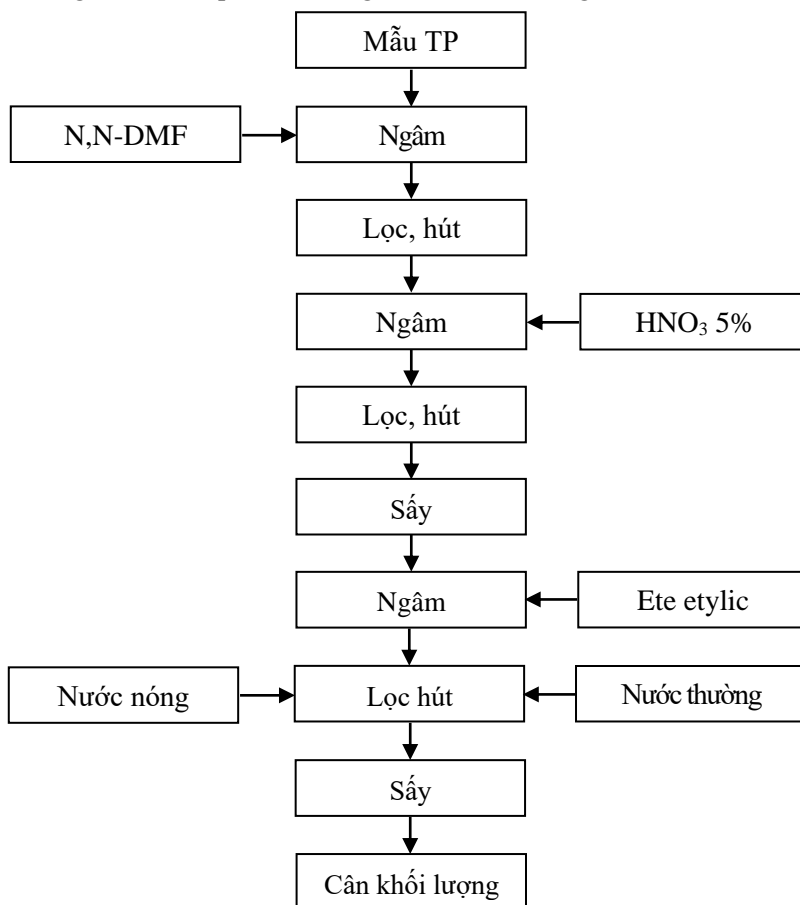 Mẫu TP
N,N-DMF
Ngâm
Lọc, hút
Ngâm
HNO₃ 5%
Lọc, hút
Sấy
Ngâm
Ete etylic
Nước nóng
Lọc hút
Nước thường
Sấy
Cân khối lượng